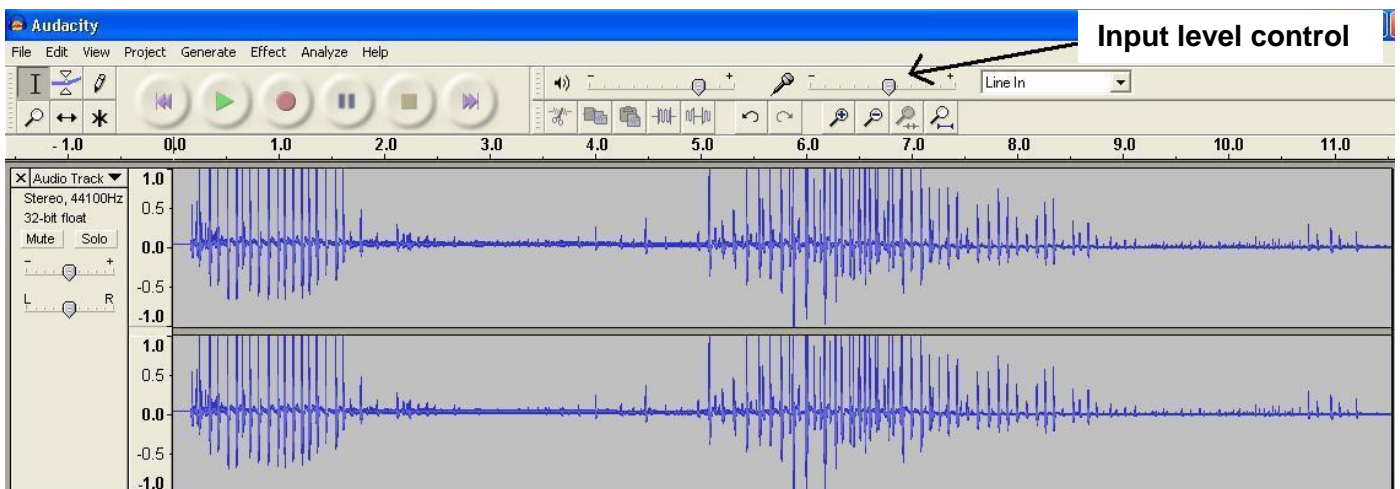 Audacity
Input level control
File Edit View Project Generate Effect Analyze Help
- + - + Line In
- 1.0 0.0 1.0 2.0 3.0 4.0 5.0 6.0 7.0 8.0 9.0 10.0 11.0
X Audio Track 1.0
Stereo, 44100Hz
32-bit float 0.5
Mute Solo
0.0
- +
-0.5
L R
-1.0
1.0
0.5
0.0
-0.5
-1.0